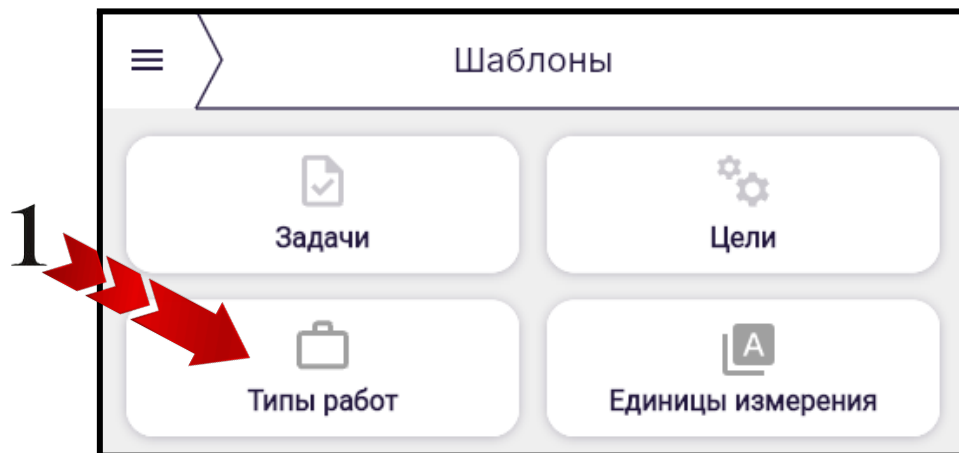 Шаблоны
Задачи
Цели
1
Типы работ
A
Единицы измерения